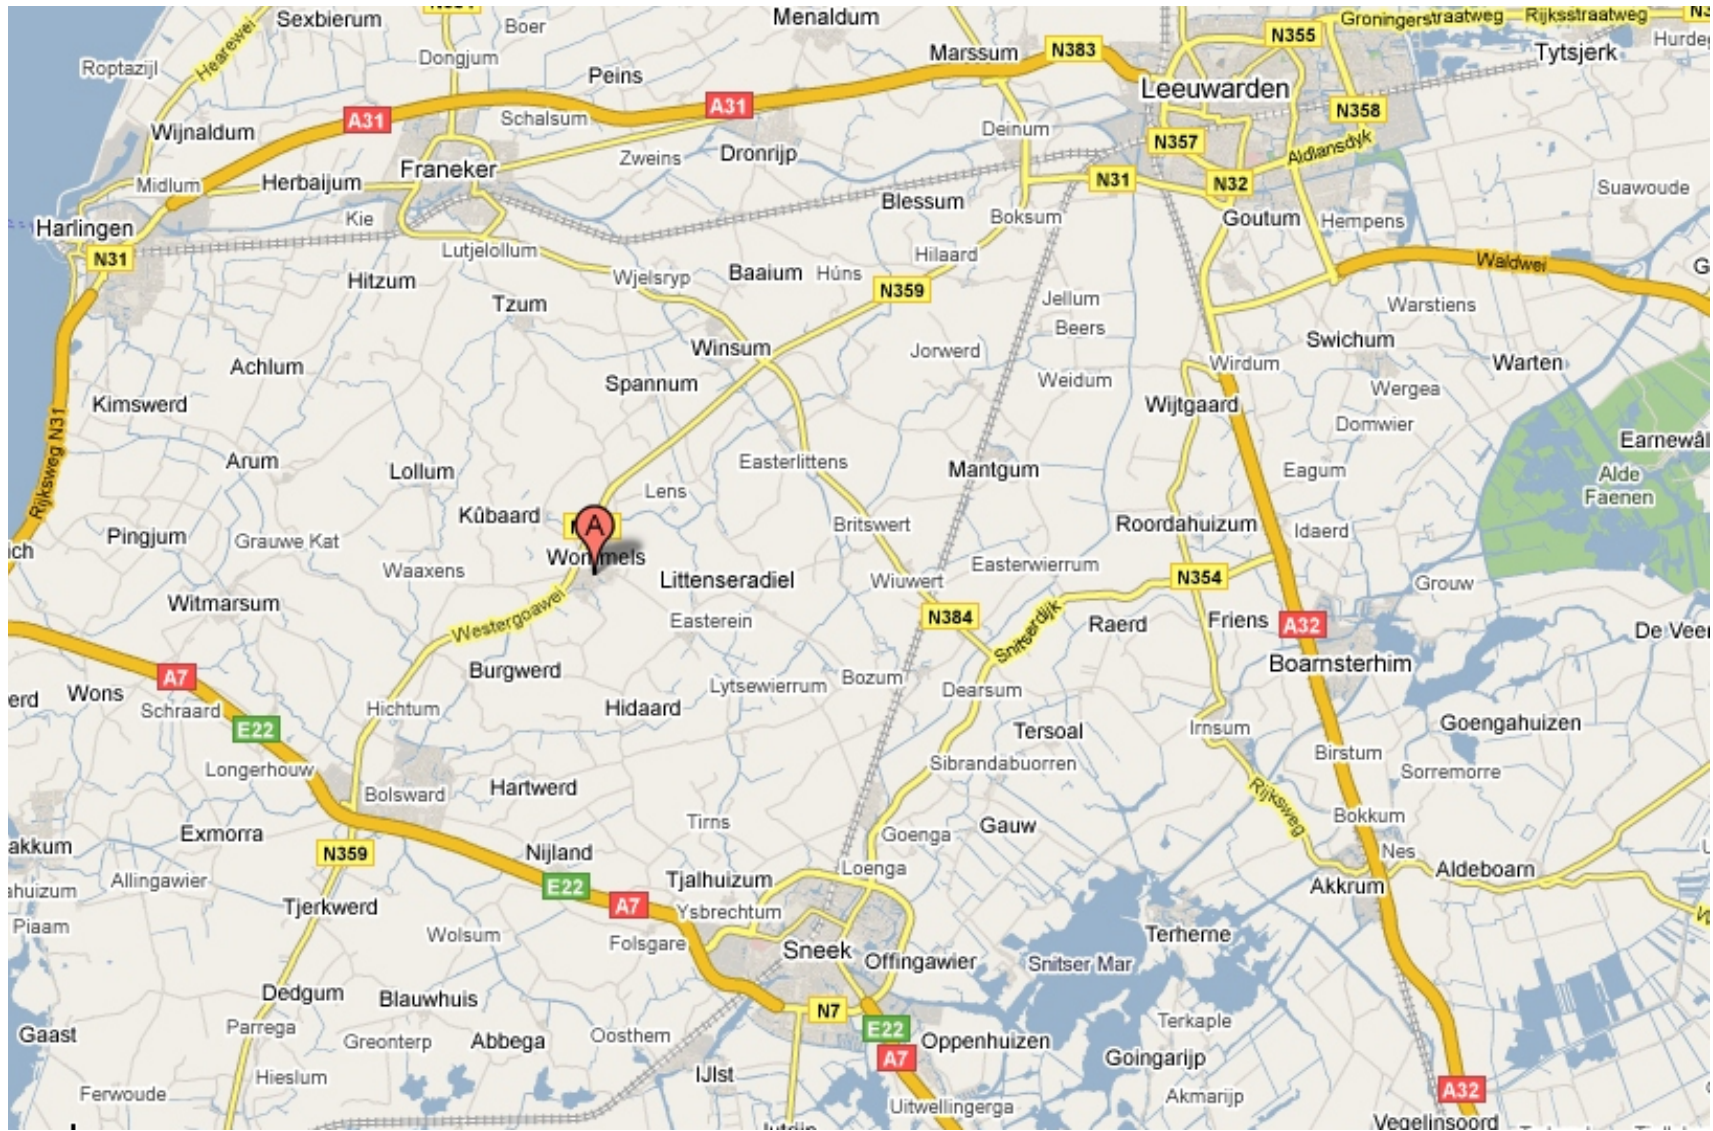 Sexbierum
Boer
Menaldum
Groningerstraatweg
Rijksstraatweg
N355
Hearewei
Roptazijl
Dongjum
Peins
Marssum
N383
Tytsjerk
Leeuwarden
A31
A31
Schalsum
N358
Wijnaldum
Deinum
N357
Aldlansdyk
Franeker
Zweins
Dronrijp
Midlum
Herbaijum
N31
N32
Suawoude
Harlingen
Kie
Blessum
Boksum
Goutum
Hempens
N31
Lutjelollum
Hilaard
Waldwei
Hitzum
Wjelsryp
Baaium
Húns
N359
Tzum
Jellum
Warstiens
Beers
Swichum
Winsum
Jorwerd
Wirdum
Warten
Achlum
Spannum
Weidum
Wergea
Kimswerd
Wijtgaard
Domwier
Rijksweg N31
Arum
Lollum
Easterlittens
Mantgum
Eagum
Alde
Faenen
Lens
Kûbaard
A
Britswert
Roordahuizum
Idaerd
Pingjum
Grauwe Kat
Wommels
Waaxens
Littenseradiel
Wiuwert
Easterwierrum
N354
Grouw
Witmarsum
Westergoawei
Easterein
N384
Snitserdijk
Raerd
Friens
A32
De Veer
Boarnsterhim
A7
Wons
Burgwerd
Lytsewierrum
Bozum
Dearsum
Schraard
Hichtum
Hidaard
E22
Tersoal
Irnsum
Goengahuizen
Longerhouw
Sibrandabuorren
Birstum
Sorremorre
Bolsward
Hartwerd
Rijksweg
Exmorra
Tirns
Goenga
Gauw
Bokkum
akkum
N359
Nijland
Loenga
Nes
Allingawier
E22
Tjalhuizum
Akkrum
Aldeboarn
ahuizum
Tjerkwerd
A7
Ysbrechtum
Piaam
Wolsum
Folsgare
Sneek
Offingawier
Terherne
Snitser Mar
Dedgum
Blauwhuis
N7
Gaast
Parrega
Greonterp
Abbega
Oosthem
E22
Oppenhuizen
Terkaple
A7
Goingarijp
Hieslum
IJlst
Ferwoude
Uitwellingerga
Akmarijp
A32
Vegelinsoord